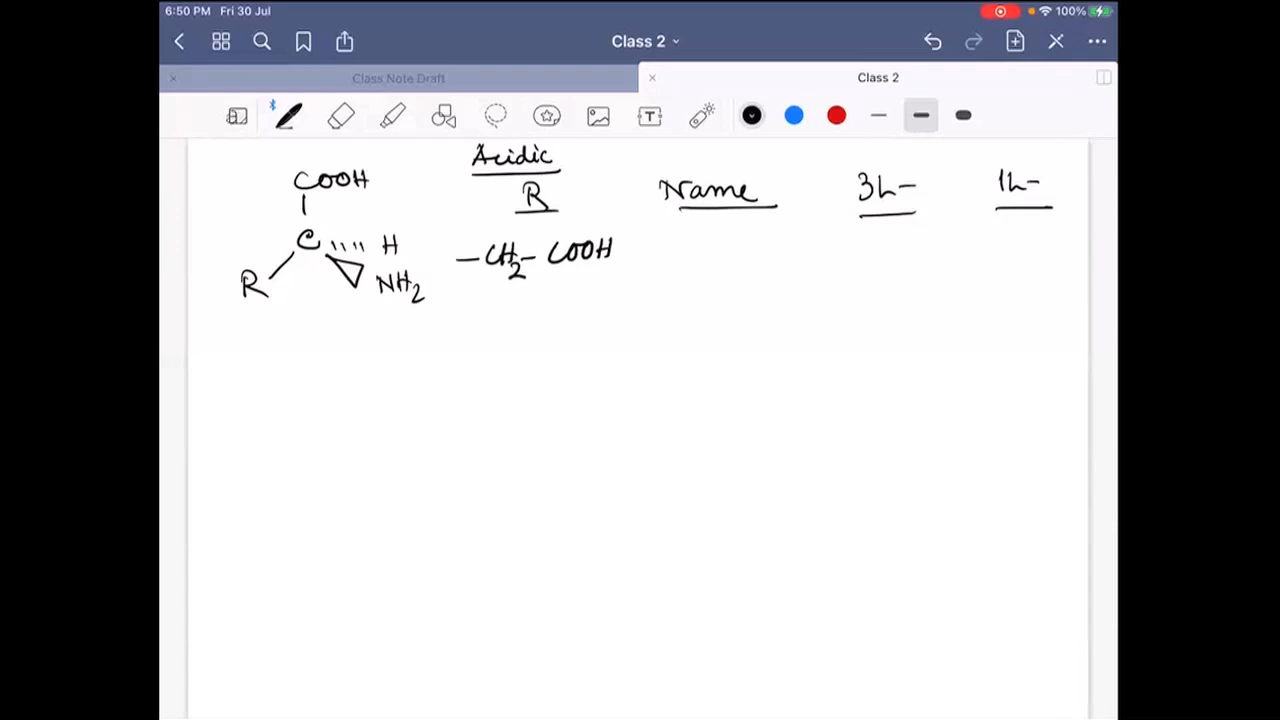 6:50 PM Fri 30 Jul
100%
Class 2
Class Note Draft
Class 2
T
Acidic
COOH
R
Name
3L-
1L-
C
H
R
NH2
-CH2- COOH